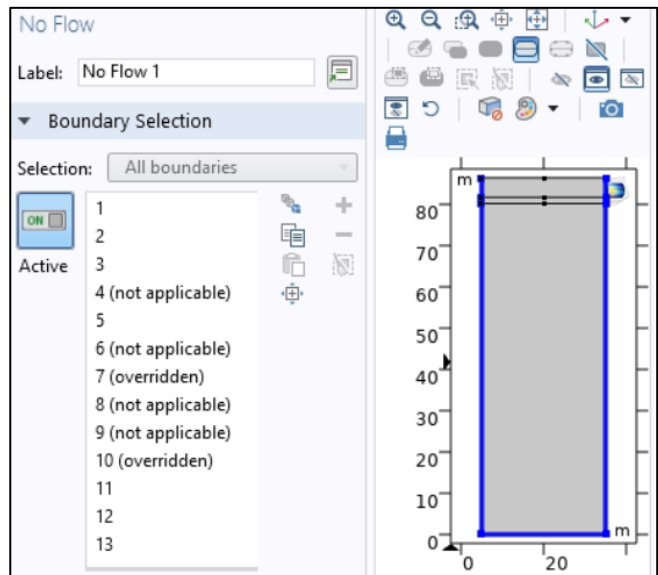 No Flow
Label: No Flow 1
Boundary Selection
Selection: All boundaries
ON
Active
1
2
3
4 (not applicable)
5
6 (not applicable)
7 (overridden)
8 (not applicable)
9 (not applicable)
10 (overridden)
11
12
13
m
80
70
60
50
40
30
20
10
0
m
0
20